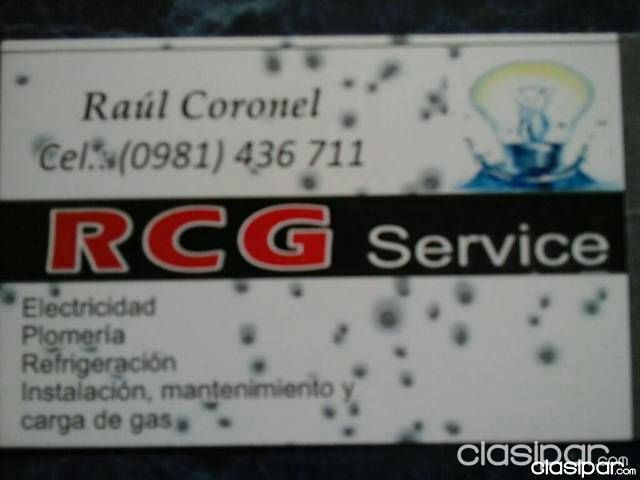 Raúl Coronel
Cel..:(0981) 436 711
RCG Service
Electricidad
Plomería
Refrigeración
Instalación, mantenimiento y
carga de gas
clasipar.com
clasipar.com